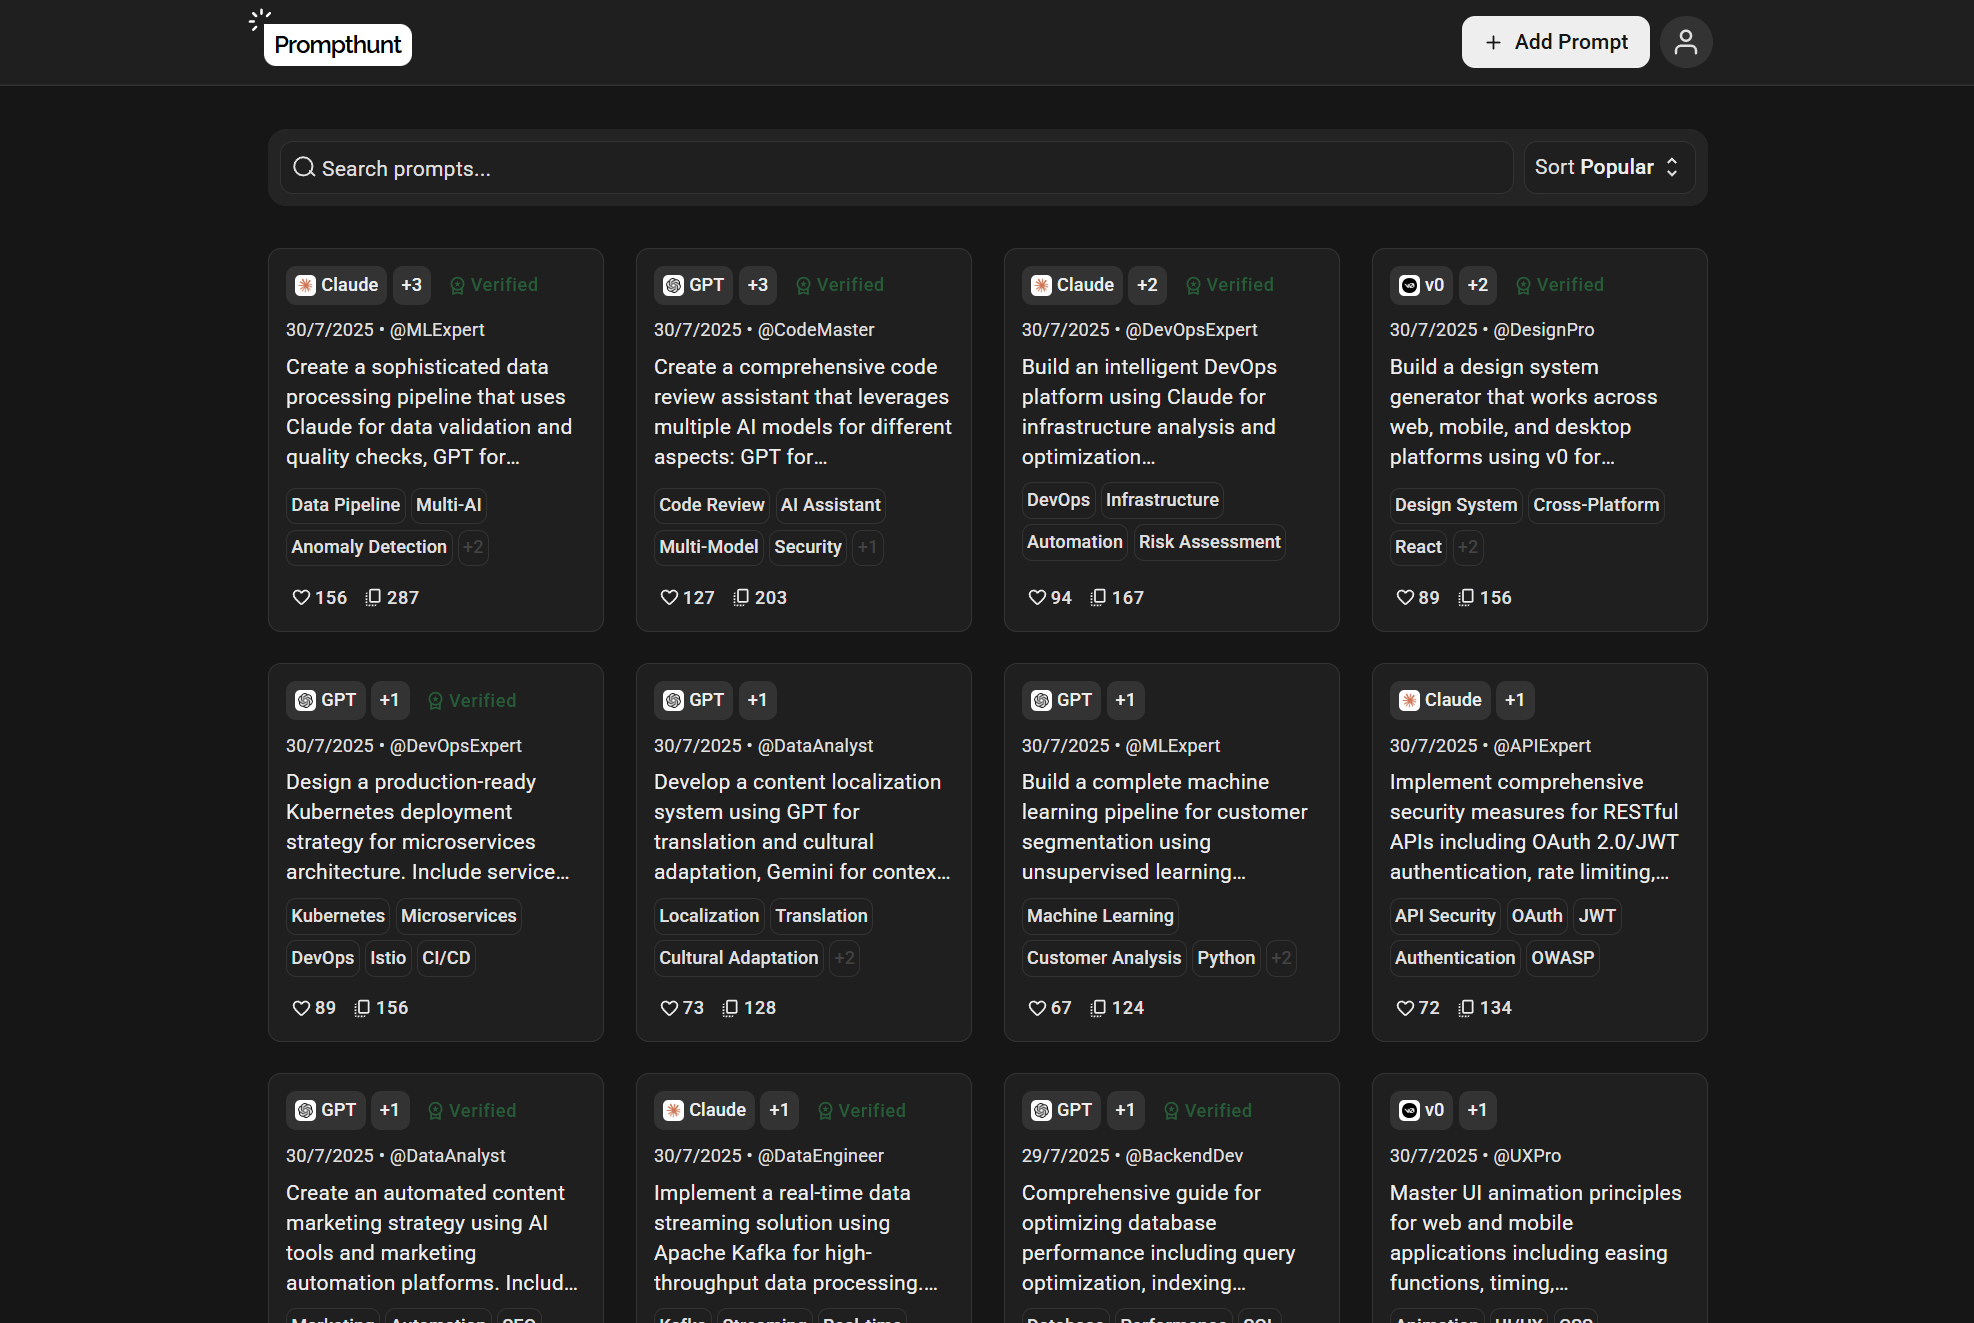 Prompthunt
+ Add Prompt
Search prompts...
Sort Popular
Claude +3 Verified
30/7/2025 • @MLExpert
Create a sophisticated data
processing pipeline that uses
Claude for data validation and
quality checks, GPT for...
Data Pipeline Multi-AI
Anomaly Detection +2
156 287
GPT +3 Verified
30/7/2025 • @CodeMaster
Create a comprehensive code
review assistant that leverages
multiple AI models for different
aspects: GPT for...
Code Review AI Assistant
Multi-Model Security +1
127 203
Claude +2 Verified
30/7/2025 • @DevOpsExpert
Build an intelligent DevOps
platform using Claude for
infrastructure analysis and
optimization...
DevOps Infrastructure
Automation Risk Assessment
94 167
v0 +2 Verified
30/7/2025 • @DesignPro
Build a design system
generator that works across
web, mobile, and desktop
platforms using v0 for...
Design System Cross-Platform
React +2
89 156
GPT +1 Verified
30/7/2025 • @DevOpsExpert
Design a production-ready
Kubernetes deployment
strategy for microservices
architecture. Include service...
Kubernetes Microservices
DevOps Istio CI/CD
89 156
GPT +1
30/7/2025 • @DataAnalyst
Develop a content localization
system using GPT for
translation and cultural
adaptation, Gemini for contex...
Localization Translation
Cultural Adaptation +2
73 128
GPT +1
30/7/2025 • @MLExpert
Build a complete machine
learning pipeline for customer
segmentation using
unsupervised learning...
Machine Learning
Customer Analysis Python +2
67 124
Claude +1
30/7/2025 • @APIExpert
Implement comprehensive
security measures for RESTful
APIs including OAuth 2.0/JWT
authentication, rate limiting,...
API Security OAuth JWT
Authentication OWASP
72 134
GPT +1 Verified
30/7/2025 • @DataAnalyst
Create an automated content
marketing strategy using AI
tools and marketing
automation platforms. Includ...
Marketing Automation SEO
Claude +1 Verified
30/7/2025 • @DataEngineer
Implement a real-time data
streaming solution using
Apache Kafka for high-
throughput data processing....
Kafka Streaming Real-time
GPT +1 Verified
29/7/2025 • @BackendDev
Comprehensive guide for
optimizing database
performance including query
optimization, indexing...
Database Performance SQL
v0 +1
30/7/2025 • @UXPro
Master UI animation principles
for web and mobile
applications including easing
functions, timing,...
Animation UI/UX CSS